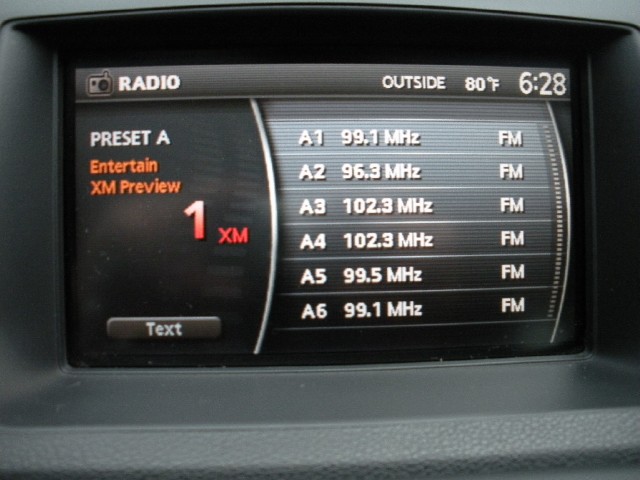 RADIO OUTSIDE 80°F 6:28
PRESET A
Entertain
XM Preview
1 XM
Text
A1 99.1 MHz FM
A2 96.3 MHz FM
A3 102.3 MHz FM
A4 102.3 MHz FM
A5 99.5 MHz FM
A6 99.1 MHz FM